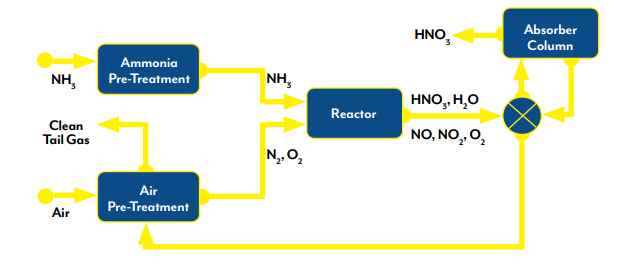 HNO3
Absorber
Column
Ammonia
Pre-Treatment
NH3
NH3
HNO3, H2O
Reactor
NO, NO2, O2
Clean
Tail Gas
N2, O2
Air
Pre-Treatment
Air